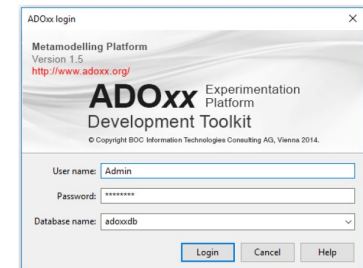 ADOxx login
Metamodelling Platform
Version 1.5
http://www.adoxx.org/
ADOxx Experimentation
Platform
Development Toolkit
© Copyright BOC Information Technologies Consulting AG, Vienna 2014.
User name: Admin
Password: ********
Database name: adoxxdb
Login Cancel Help